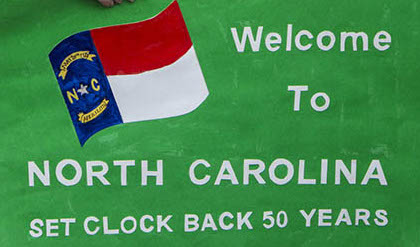 Welcome
To
NORTH CAROLINA
SET CLOCK BACK 50 YEARS
N C